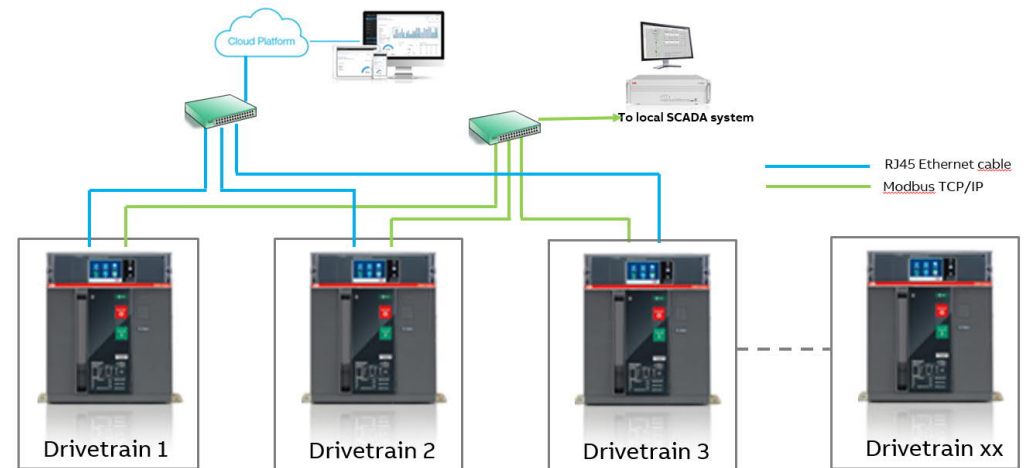 Cloud Platform
To local SCADA system
RJ45 Ethernet cable
Modbus TCP/IP
Drivetrain 1
Drivetrain 2
Drivetrain 3
Drivetrain xx